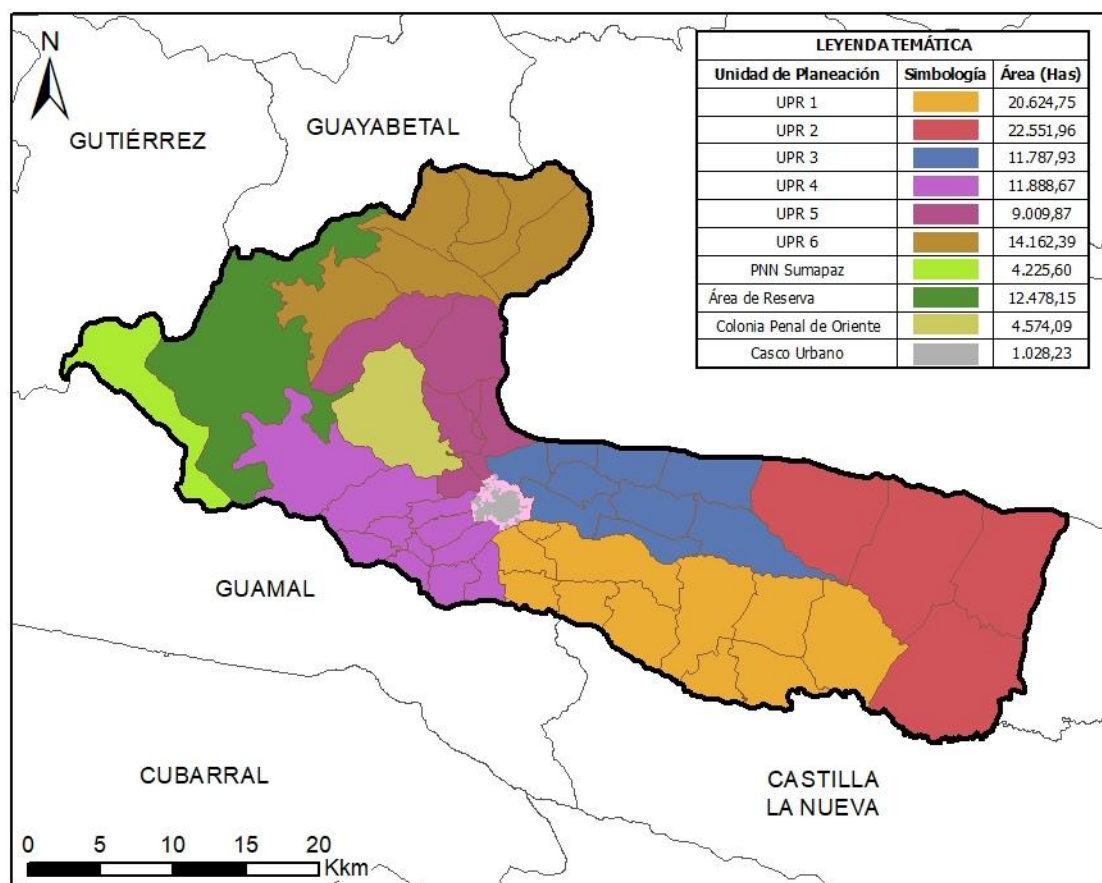 N
GUTIÉRREZ
GUAYABETAL
LEYENDA TEMÁTICA
Unidad de Planeación Simbología Área (Has)
UPR 1 20.624,75
UPR 2 22.551,96
UPR 3 11.787,93
UPR 4 11.888,67
UPR 5 9.009,87
UPR 6 14.162,39
PNN Sumapaz 4.225,60
Área de Reserva 12.478,15
Colonia Penal de Oriente 4.574,09
Casco Urbano 1.028,23
GUAMAL
CUBARRAL
CASTILLA
LA NUEVA
0 5 10 15 20
Kkm